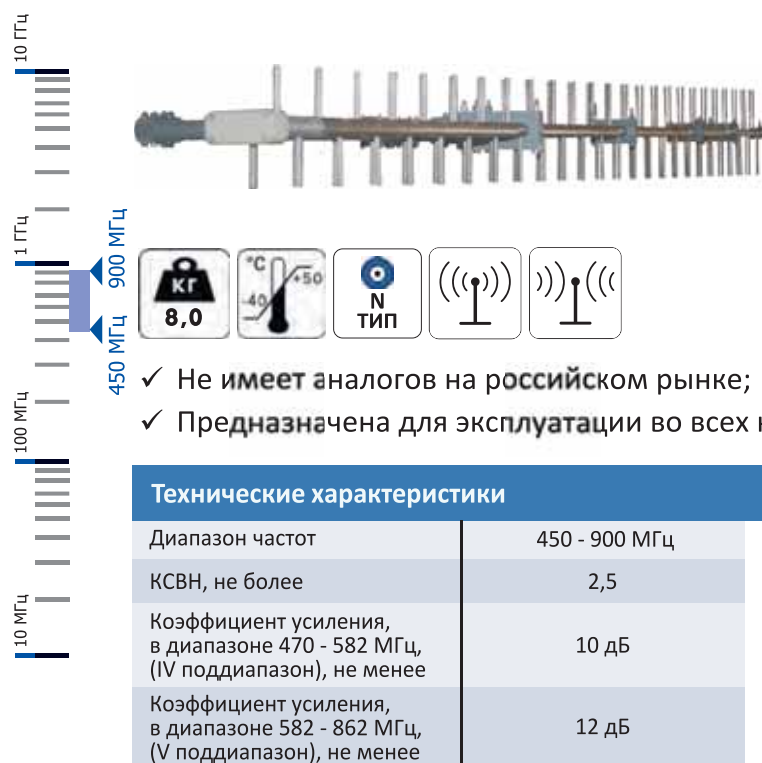 10 ГГц
1 ГГц
900 МГц
450 МГц
100 МГц
10 МГц
КГ
8,0
°C
+50
-40
N
ТИП
✓ Не имеет аналогов на российском рынке;
✓ Предназначена для эксплуатации во всех
Технические характеристики
Диапазон частот 450 - 900 МГц
КСВН, не более 2,5
Коэффициент усиления,
в диапазоне 470 - 582 МГц,
(IV поддиапазон), не менее
10 дБ
Коэффициент усиления,
в диапазоне 582 - 862 МГц,
(V поддиапазон), не менее
12 дБ